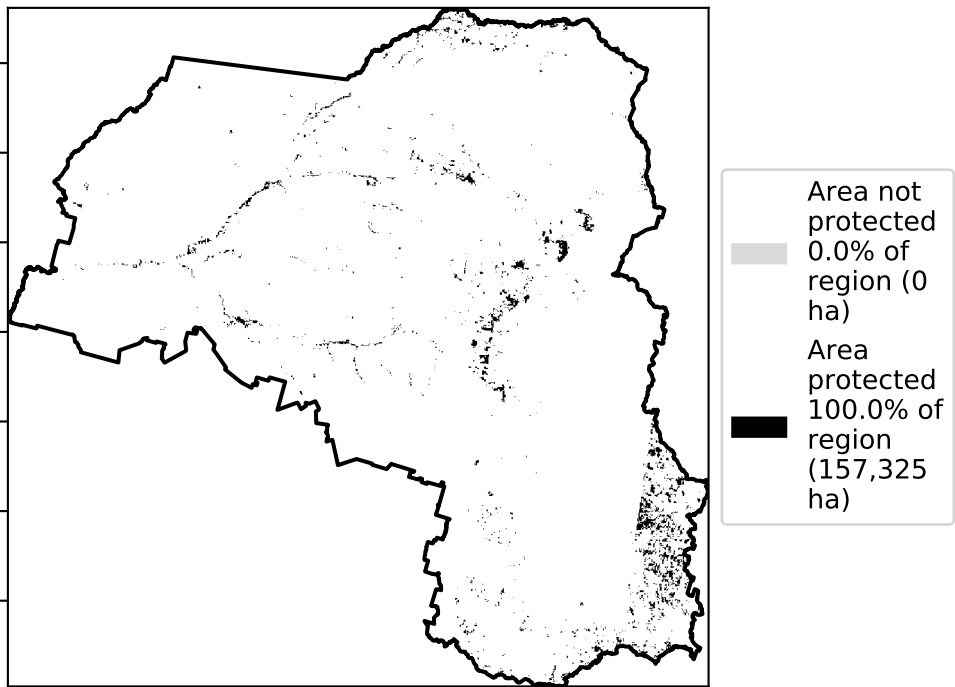 Area not
protected
0.0% of
region (0
ha)
Area
protected
100.0% of
region
(157,325
ha)